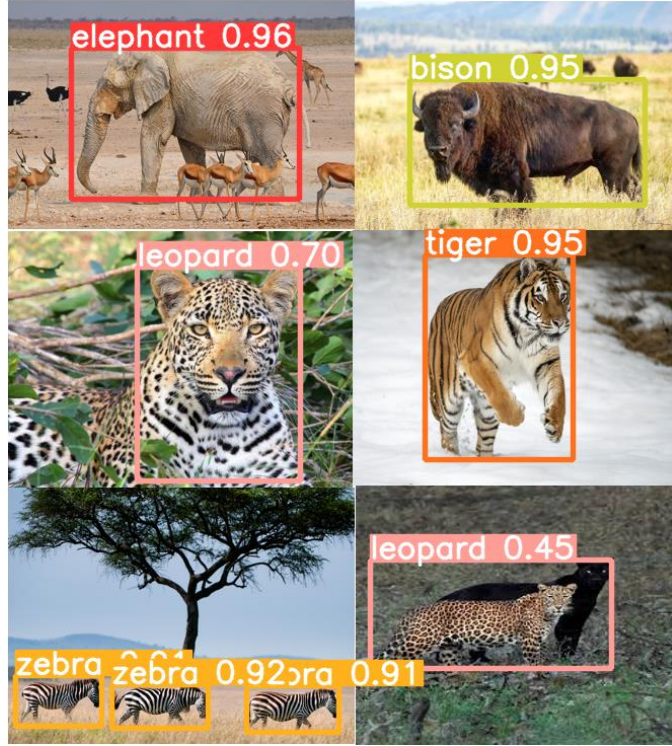 elephant 0.96
bison 0.95
leopard 0.70
tiger 0.95
leopard 0.45
zebra
zebra 0.92
0.91